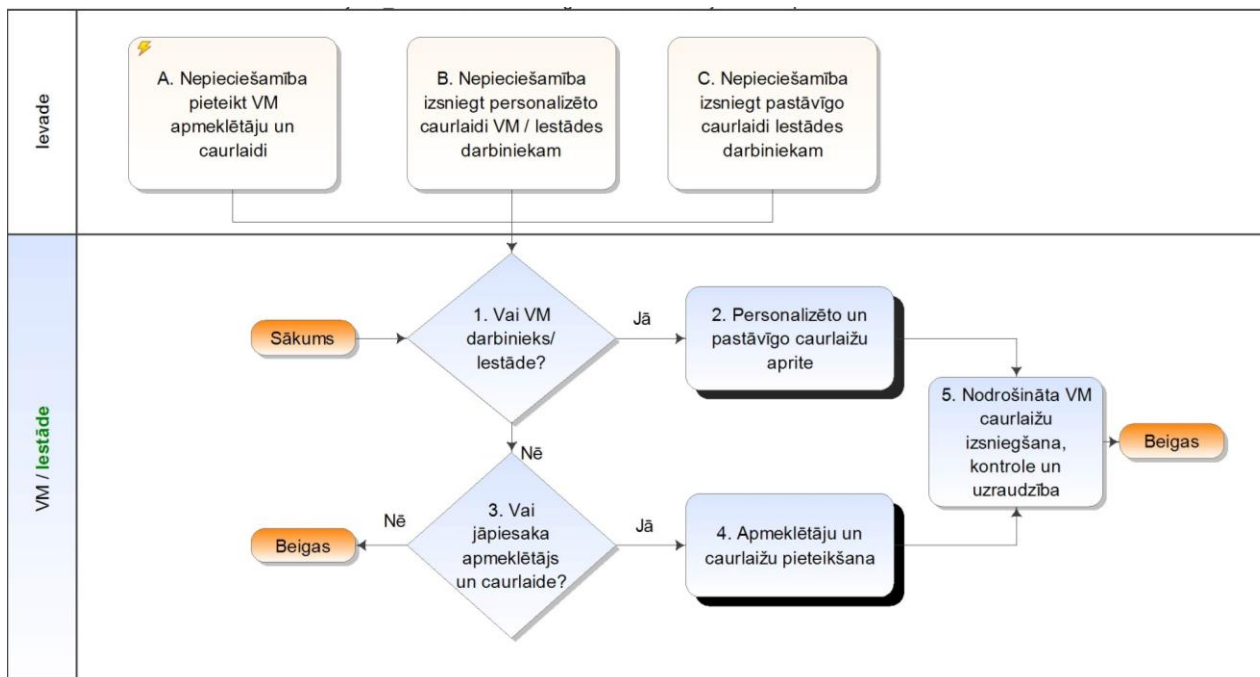 Ievade
A. Nepieciešamība
pieteikt VM
apmeklētāju un
caurlaidi
B. Nepieciešamība
izsniegt personalizēto
caurlaidi VM / Iestādes
darbiniekam
C. Nepieciešamība
izsniegt pastāvīgo
caurlaidi Iestādes
darbiniekam
VM / Iestāde
Sākums
1. Vai VM
darbinieks/
Iestāde?
Jā
2. Personalizēto un
pastāvīgo caurlaižu
aprite
Nē
5. Nodrošināta VM
caurlaižu
izsniegšana,
kontrole un
uzraudzība
Beigas
Beigas
Nē
3. Vai
jāpiesaka
apmeklētājs
un caurlaide?
Jā
4. Apmeklētāju un
caurlaižu pieteikšana